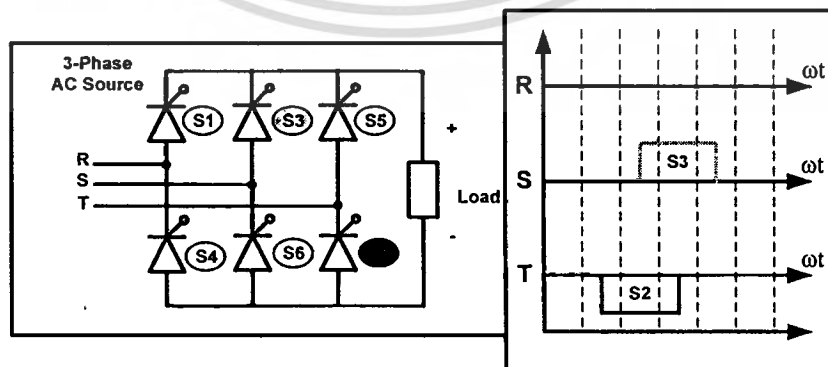 3-Phase
AC Source
S1
S3
S5
R
S
T
S4
S6
+
Load
-
R
ωt
S
S3
ωt
T
S2
ωt